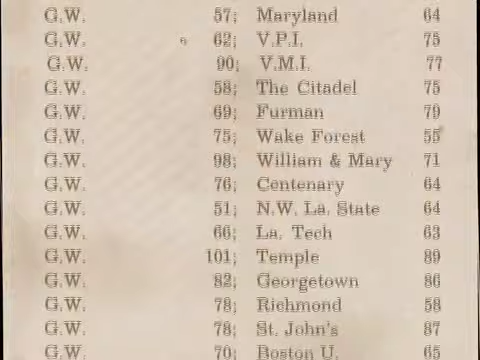 G.W. 57; Maryland 64
G.W. 62; V.P.I. 75
G.W. 90; V.M.I. 77
G.W. 58; The Citadel 75
G.W. 69; Furman 79
G.W. 75; Wake Forest 55
G.W. 98; William & Mary 71
G.W. 76; Centenary 64
G.W. 51; N.W. La. State 64
G.W. 66; La. Tech 63
G.W. 101; Temple 89
G.W. 82; Georgetown 86
G.W. 78; Richmond 58
G.W. 78; St. John's 87
G.W. 70; Boston U. 65